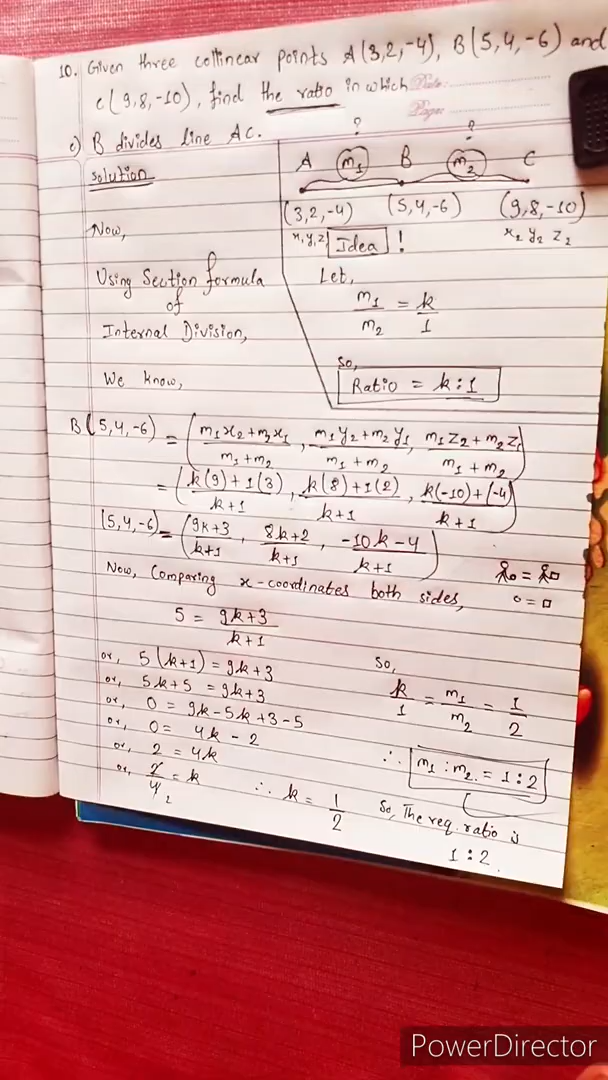 10. Given three collinear points A(3,2,-4), B(5,4,-6) and
C(9,8,-10), find the ratio in which
Date:
Page:
c) B divides line AC.
solution
? ?
A m₁ B m₂ C
(3,2,-4) (5,4,-6) (9,8,-10)
x₁y₁z₁ x₂ y₂ z₂
Idea !
Let,
m₁/m₂ = k/1
So,
Ratio = k:1
Now,
Using Section formula
of
Internal Division,
We know,
B(5,4,-6) = (m₁x₂+m₂x₁/m₁+m₂, m₁y₂+m₂y₁/m₁+m₂, m₁z₂+m₂z₁/m₁+m₂)
= (k(9)+1(3)/k+1, k(8)+1(2)/k+1, k(-10)+(-4)/k+1)
(5,4,-6) = (9k+3/k+1, 8k+2/k+1, -10k-4/k+1)
Now, Comparing x-coordinates both sides,
○ = □
5 = 9k+3/k+1
or, 5(k+1) = 9k+3
or, 5k+5 = 9k+3
or, 0 = 9k-5k+3-5
or, 0 = 4k-2
or, 2 = 4k
or, 2/4 = k
2
∴ k = 1/2
So,
k/1 = m₁/m₂ = 1/2
∴ m₁:m₂ = 1:2
So, The req. ratio is
1:2.
PowerDirector